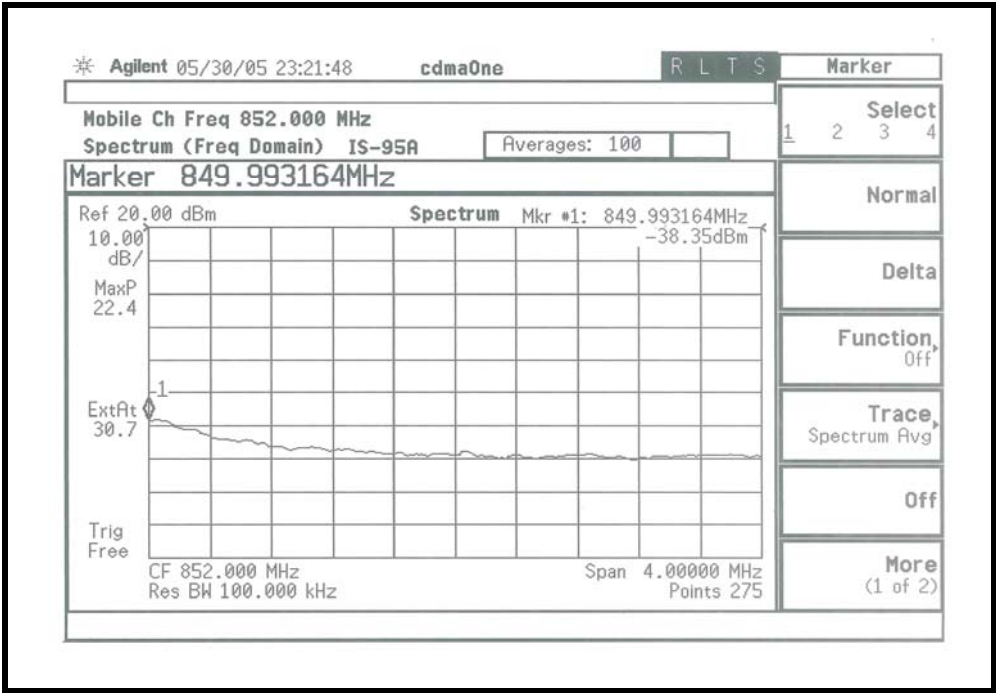 Agilent 05/30/05 23:21:48 cdmaOne R L T S Marker
Mobile Ch Freq 852.000 MHz
Spectrum (Freq Domain) IS-95A Averages: 100
Marker 849.993164MHz
Ref 20.00 dBm Spectrum Mkr #1: 849.993164MHz
10.00 -38.35dBm
dB/
MaxP
22.4
1
ExtAt
30.7
Trig
Free
CF 852.000 MHz Span 4.00000 MHz
Res BW 100.000 kHz Points 275
Select
1 2 3 4
Normal
Delta
Function
Off
Trace
Spectrum Avg
Off
More
(1 of 2)